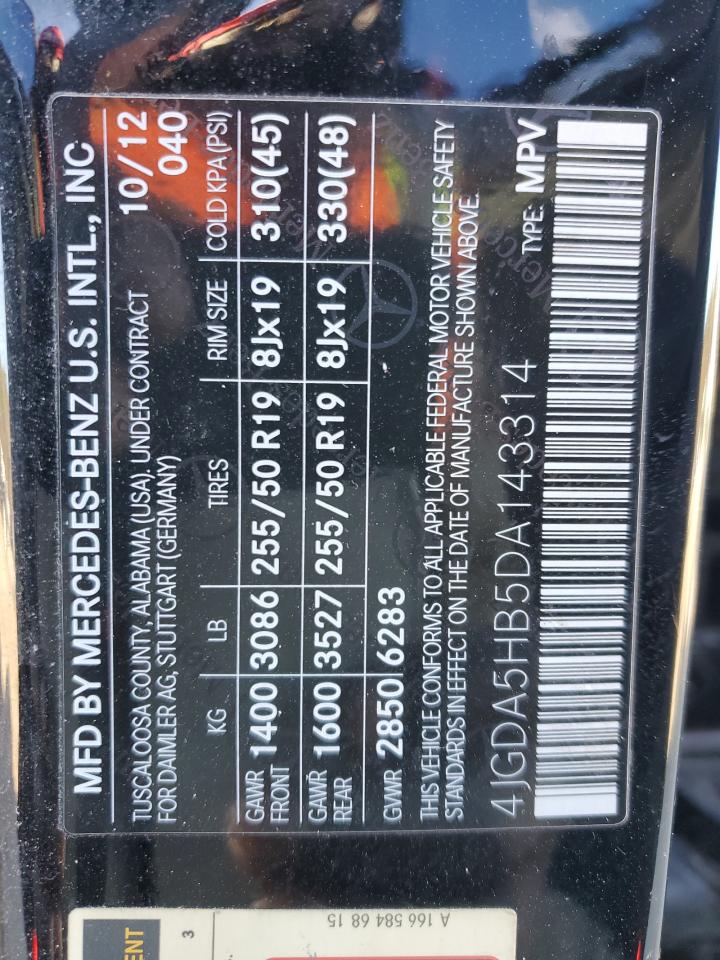 MFD BY MERCEDES-BENZ U.S. INTL., INC
TUSCALOOSA COUNTY, ALABAMA (USA), UNDER CONTRACT 10/12
FOR DAIMLER AG, STUTTGART (GERMANY) 040
KG LB TIRES RIM SIZE COLD KPA(PSI)
GAWR FRONT 1400 3086 255/50 R19 8Jx19 310(45)
GAWR REAR 1600 3527 255/50 R19 8Jx19 330(48)
GVWR 2850 6283
THIS VEHICLE CONFORMS TO ALL APPLICABLE FEDERAL MOTOR VEHICLE SAFETY
STANDARDS IN EFFECT ON THE DATE OF MANUFACTURE SHOWN ABOVE.
4JGDA5HB5DA143314 TYPE: MPV
A 166 584 68 15
3